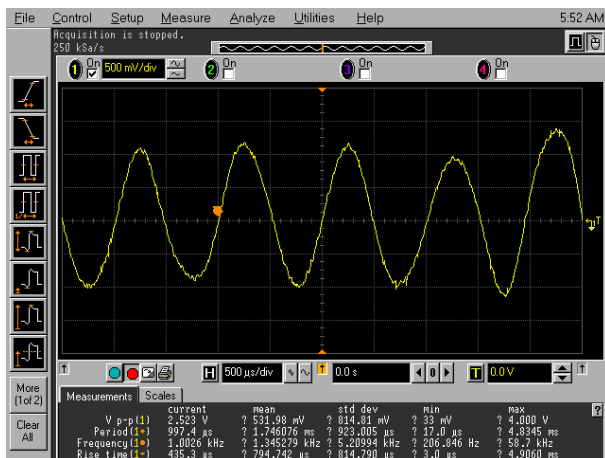 File Control Setup Measure Analyze Utilities Help 5:52 AM
Acquisition is stopped.
250 kSa/s
1 On 500 mV/div 2 On 3 On 4 On
T
H 500 µs/div 0.0 s 0 T 0.0 V
More
(1 of 2)
Clear
All
Measurements Scales
current mean std dev min max
V p-p(1) 2.523 V ? 531.98 mV ? 814.81 mV ? 33 mV ? 4.000 V
Period(1) 997.4 µs ? 1.746076 ms ? 923.005 µs ? 17.0 µs ? 4.8345 ms
Frequency(1) 1.0026 kHz ? 1.345279 kHz ? 5.20994 kHz ? 206.846 Hz ? 58.7 kHz
Rise time(1) 435.3 µs ? 794.742 µs ? 814.790 µs ? 3.0 µs ? 4.9060 ms